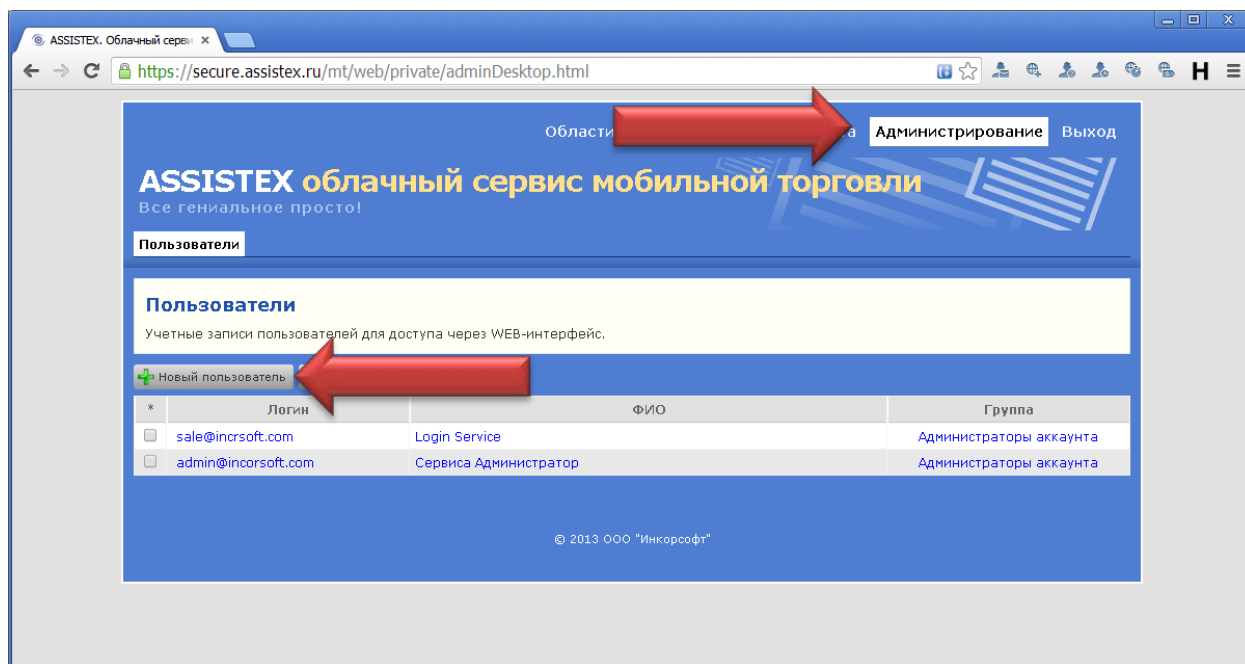 ASSISTEX. Облачный серви
https://secure.assistex.ru/mt/web/private/adminDesktop.html
H
Области Администрирование Выход
ASSISTEX облачный сервис мобильной торговли
Все гениальное просто!
Пользователи
Пользователи
Учетные записи пользователей для доступа через WEB-интерфейс.
Новый пользователь
* Логин ФИО Группа
sale@incrsoft.com Login Service Администраторы аккаунта
admin@incorsoft.com Сервиса Администратор Администраторы аккаунта
© 2013 ООО "Инкорсофт"